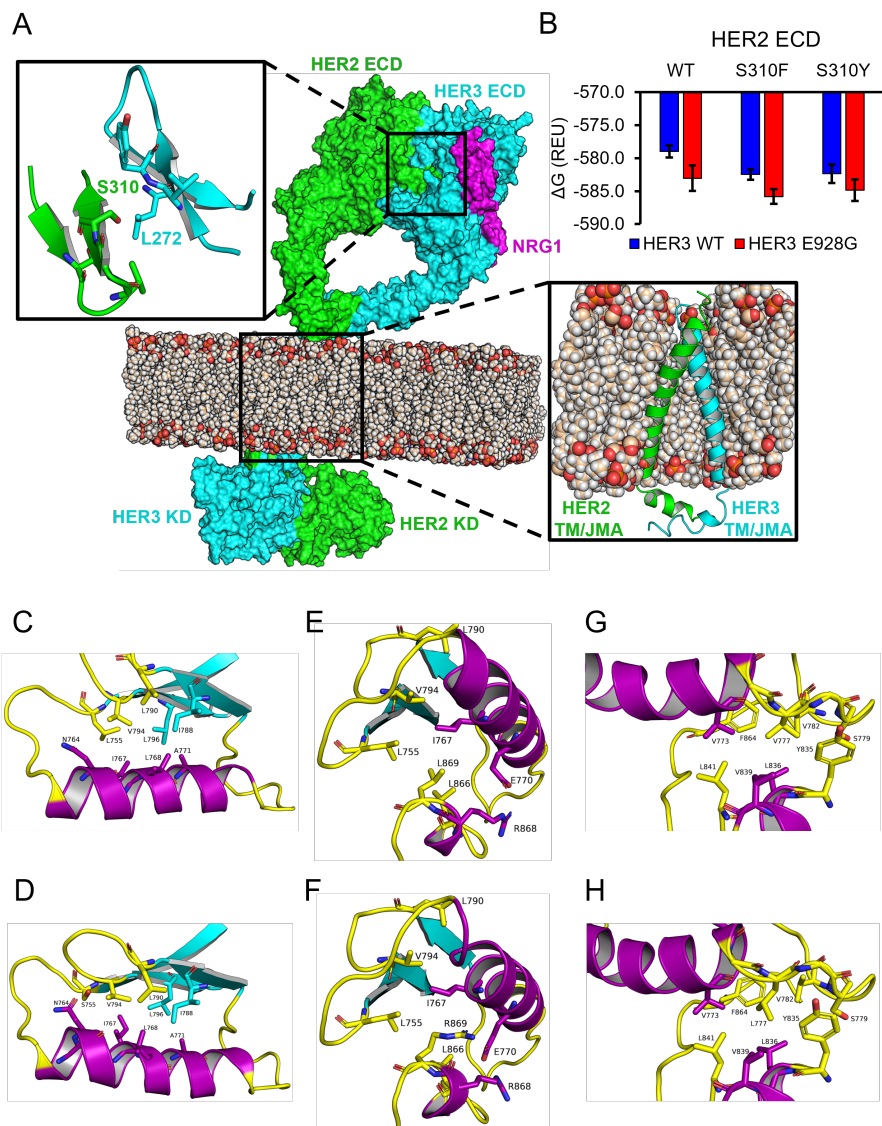 A
HER2 ECD
HER3 ECD
S310
L272
NRG1
HER3 KD
HER2 KD
HER2
TM/JMA
HER3
TM/JMA
B
HER2 ECD
WT S310F S310Y
-570.0
-575.0
-580.0
-585.0
-590.0
ΔG (REU)
HER3 WT HER3 E928G
C
L790
V794
I788
L755
L796
N764
I767
L768
A771
E
L790
V794
I767
L755
L869
L866
E770
R868
G
V773
F864
V777
V782
Y835
S779
L841
V839
L836
D
N764
S755
V794
L790
L796
I788
I767
L768
A771
F
L790
V794
I767
L755
R869
L866
E770
R868
H
V773
F864
L777
V782
Y835
S779
L841
V839
L836